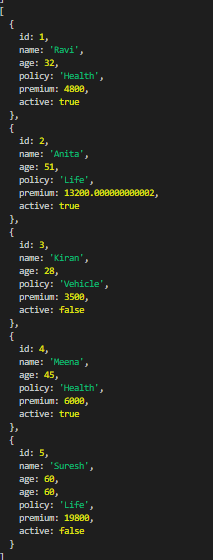 ]
[
  {
    id: 1,
    name: 'Ravi',
    age: 32,
    policy: 'Health',
    premium: 4800,
    active: true
  },
  {
    id: 2,
    name: 'Anita',
    age: 51,
    policy: 'Life',
    premium: 13200.000000000002,
    active: true
  },
  {
    id: 3,
    name: 'Kiran',
    age: 28,
    policy: 'Vehicle',
    premium: 3500,
    active: false
  },
  {
    id: 4,
    name: 'Meena',
    age: 45,
    policy: 'Health',
    premium: 6000,
    active: true
  },
  {
    id: 5,
    name: 'Suresh',
    age: 60,
    age: 60,
    policy: 'Life',
    premium: 19800,
    active: false
  }
]